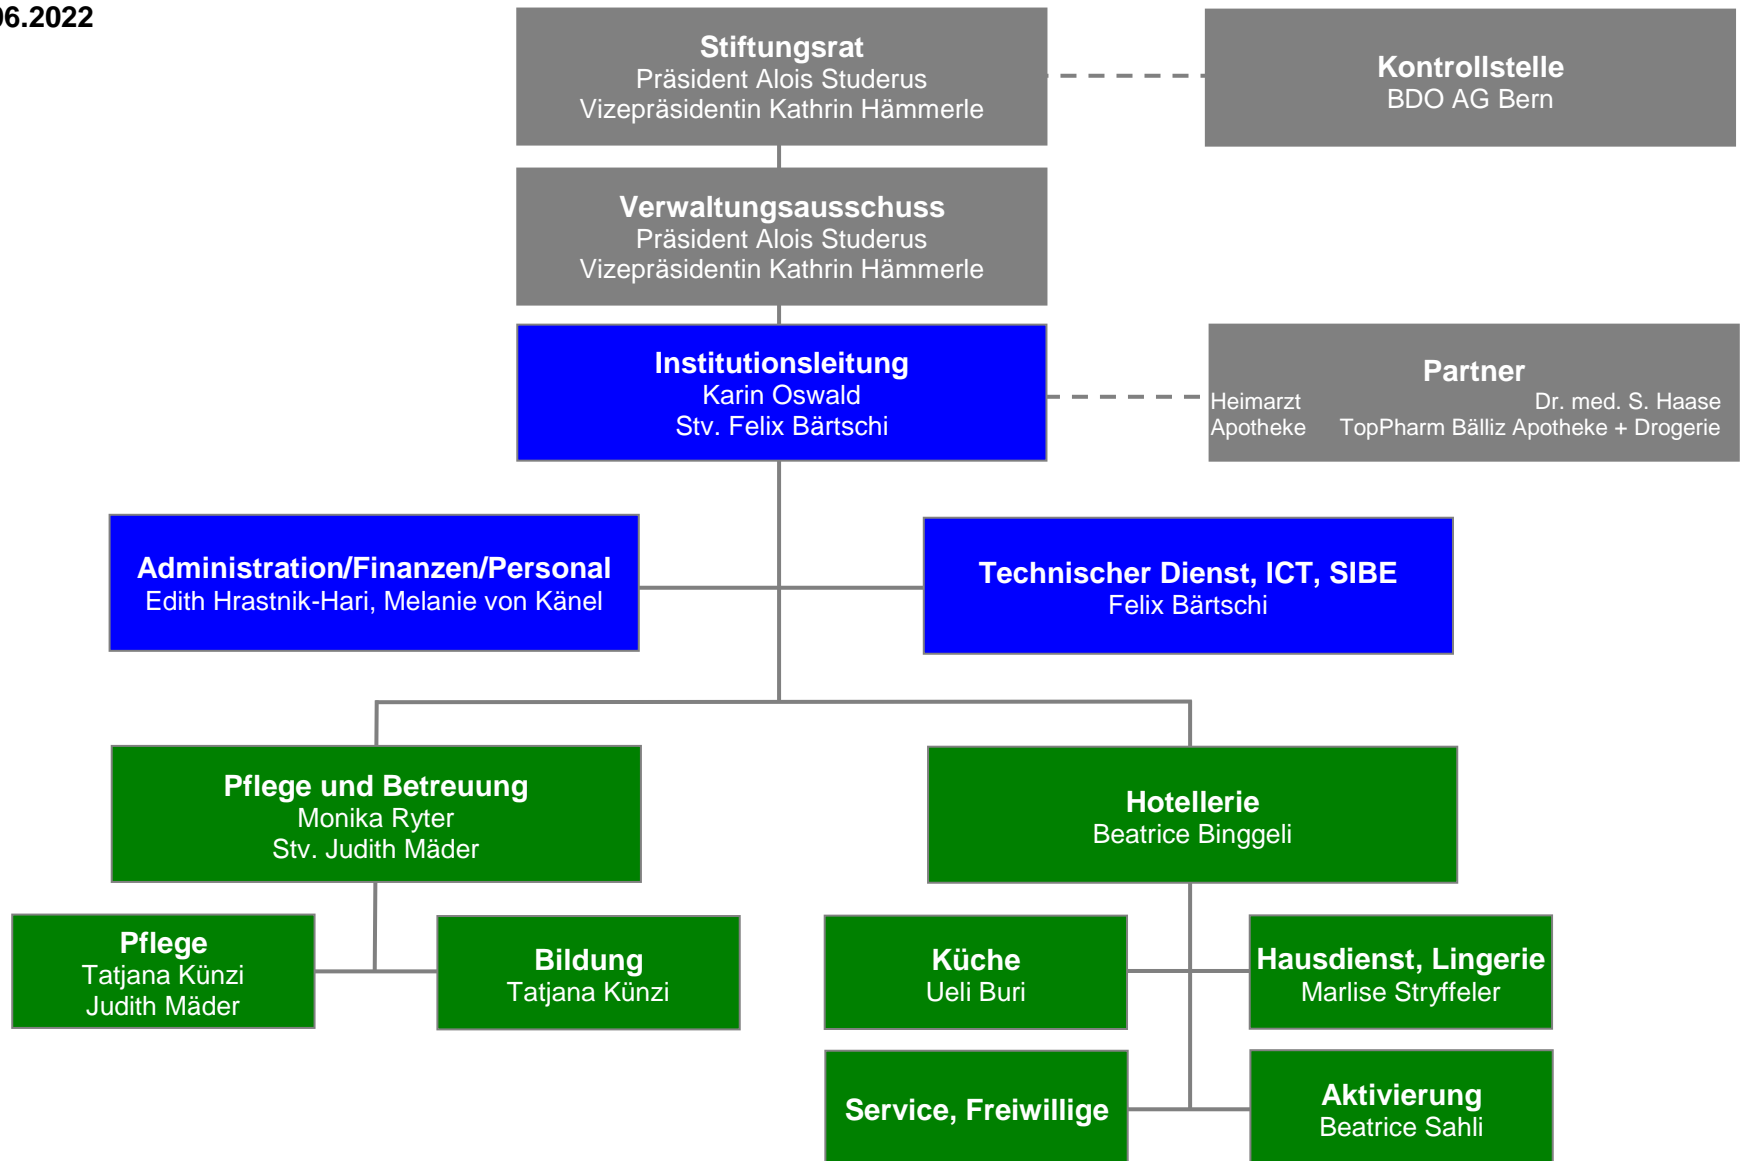 06.2022
Stiftungsrat
Präsident Alois Studerus
Vizepräsidentin Kathrin Hämmerle
Kontrollstelle
BDO AG Bern
Verwaltungsausschuss
Präsident Alois Studerus
Vizepräsidentin Kathrin Hämmerle
Institutionsleitung
Karin Oswald
Stv. Felix Bärtschi
Partner
Heimarzt Dr. med. S. Haase
Apotheke TopPharm Bälliz Apotheke + Drogerie
Administration/Finanzen/Personal
Edith Hrastnik-Hari, Melanie von Känel
Technischer Dienst, ICT, SIBE
Felix Bärtschi
Pflege und Betreuung
Monika Ryter
Stv. Judith Mäder
Hotellerie
Beatrice Binggeli
Pflege
Tatjana Künzi
Judith Mäder
Bildung
Tatjana Künzi
Küche
Ueli Buri
Hausdienst, Lingerie
Marlise Stryffeler
Service, Freiwillige
Aktivierung
Beatrice Sahli